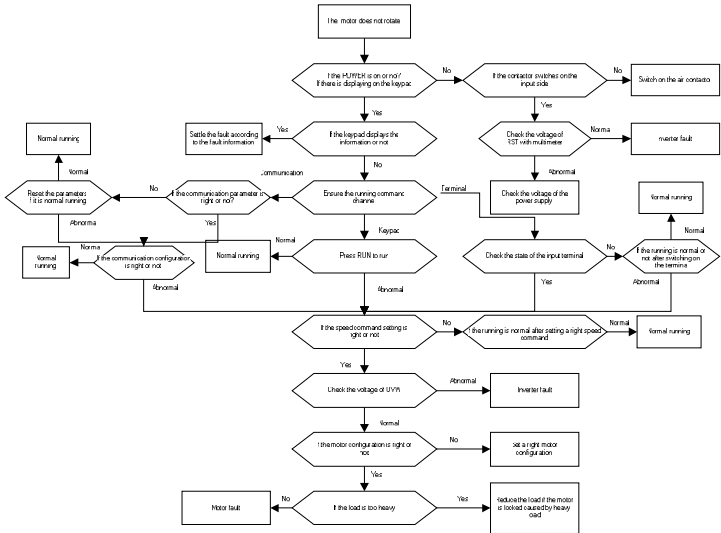 The motor does not rotate
If the POWER is on or no?
If there is displaying on the keypad
No
If the contactor switches on the
input side
No
Switch on the air contactor
Yes
Yes
Normal running
Settle the fault according
to the fault information
Yes
If the keypad displays the
information or not
Check the voltage of
RST with multimeter
Normal
Inverter fault
Normal
Communication
No
Abnormal
Reset the parameters
if it is normal running
No
If the communication parameter is
right or no?
Ensure the running command
channel
Terminal
Check the voltage of the
power supply
Normal running
Abnormal
Yes
Keypad
Normal
Normal
running
Normal
If the communication configuration
is right or not
Normal running
Normal
Press RUN to run
Check the state of the input terminal
No
If the running is normal or
not after switching on
the terminal
Abnormal
Abnormal
Yes
Abnormal
If the speed command setting is
right or not
No
If the running is normal after setting a right speed
command
Normal
Normal running
Yes
Check the voltage of UVW
Abnormal
Inverter fault
Normal
If the motor configuration is right or
not
No
Set a right motor
configuration
Yes
Motor fault
No
If the load is too heavy
Yes
Reduce the load if the motor
is locked caused by heavy
load